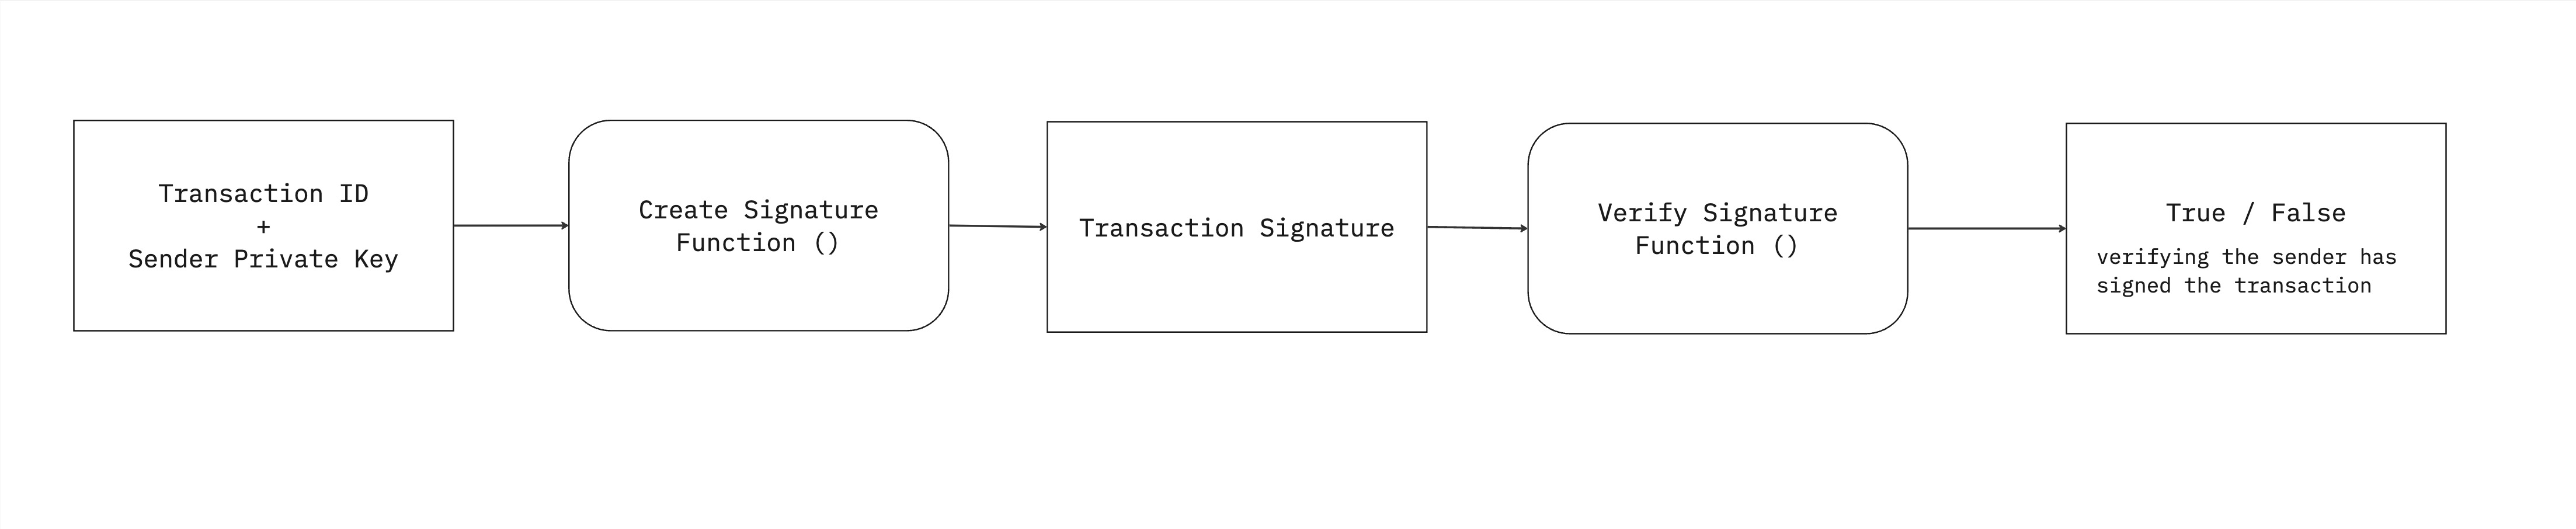 Transaction ID
+
Sender Private Key
Create Signature
Function ()
Transaction Signature
Verify Signature
Function ()
True / False
verifying the sender has
signed the transaction